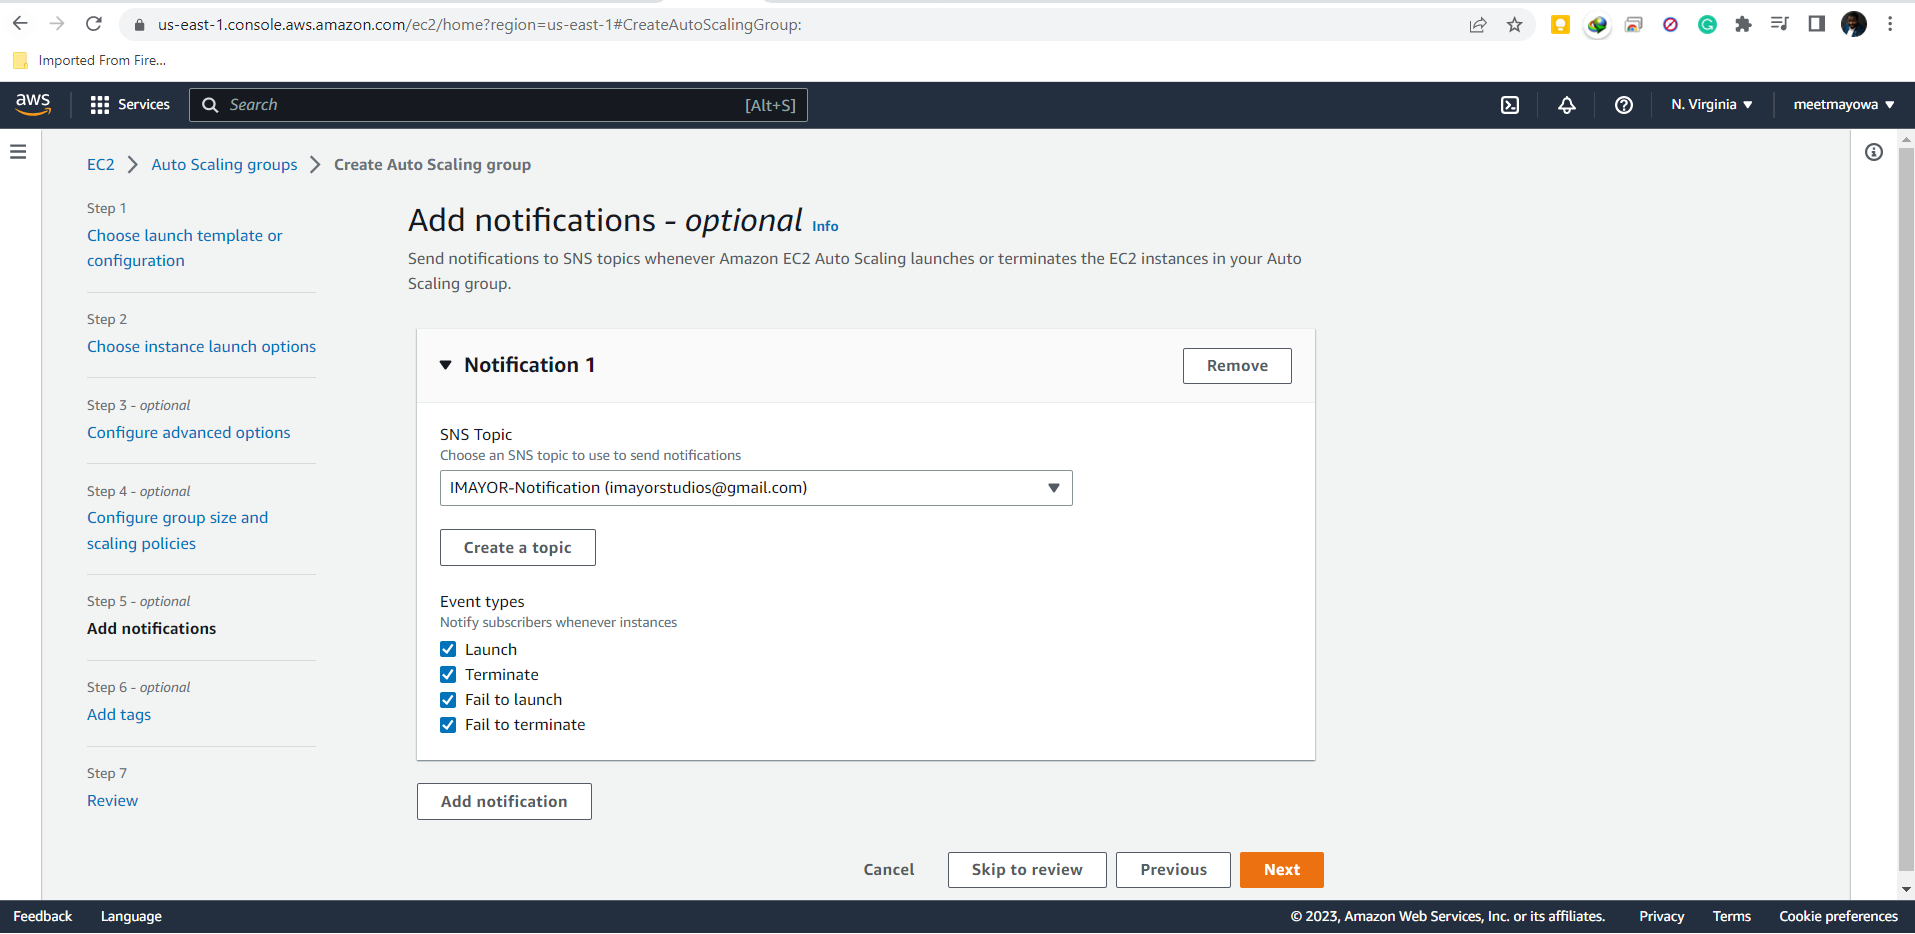 us-east-1.console.aws.amazon.com/ec2/home?region=us-east-1#CreateAutoScalingGroup:
Imported From Fire...
aws
Services
Search
[Alt+S]
N. Virginia
meetmayowa
EC2
Auto Scaling groups
Create Auto Scaling group
Step 1
Choose launch template or
configuration
Step 2
Choose instance launch options
Step 3 - optional
Configure advanced options
Step 4 - optional
Configure group size and
scaling policies
Step 5 - optional
Add notifications
Step 6 - optional
Add tags
Step 7
Review
Add notifications - optional Info
Send notifications to SNS topics whenever Amazon EC2 Auto Scaling launches or terminates the EC2 instances in your Auto
Scaling group.
Notification 1
Remove
SNS Topic
Choose an SNS topic to use to send notifications
IMAYOR-Notification (imayorstudios@gmail.com)
Create a topic
Event types
Notify subscribers whenever instances
Launch
Terminate
Fail to launch
Fail to terminate
Add notification
Cancel
Skip to review
Previous
Next
Feedback
Language
© 2023, Amazon Web Services, Inc. or its affiliates.
Privacy
Terms
Cookie preferences